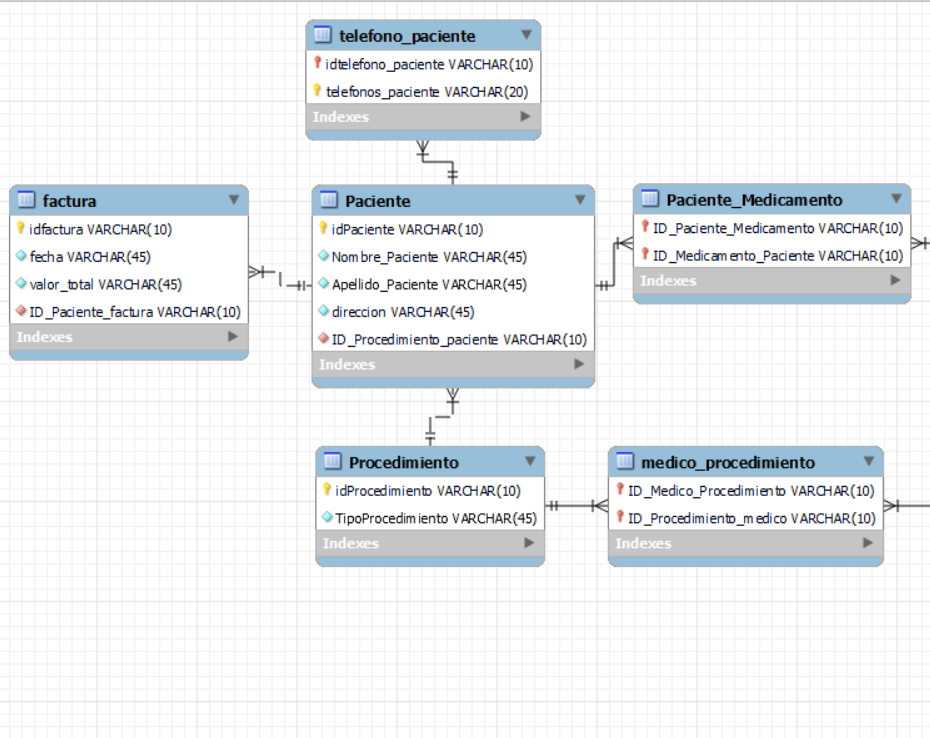 telefono_paciente
idtelefono_paciente VARCHAR(10)
telefonos_paciente VARCHAR(20)
Indexes
factura
idfactura VARCHAR(10)
fecha VARCHAR(45)
valor_total VARCHAR(45)
ID_Paciente_factura VARCHAR(10)
Indexes
Paciente
idPaciente VARCHAR(10)
Nombre_Paciente VARCHAR(45)
Apellido_Paciente VARCHAR(45)
direccion VARCHAR(45)
ID_Procedimiento_paciente VARCHAR(10)
Indexes
Paciente_Medicamento
ID_Paciente_Medicamento VARCHAR(10)
ID_Medicamento_Paciente VARCHAR(10)
Indexes
Procedimiento
idProcedimiento VARCHAR(10)
TipoProcedimiento VARCHAR(45)
Indexes
medico_procedimiento
ID_Medico_Procedimiento VARCHAR(10)
ID_Procedimiento_medico VARCHAR(10)
Indexes